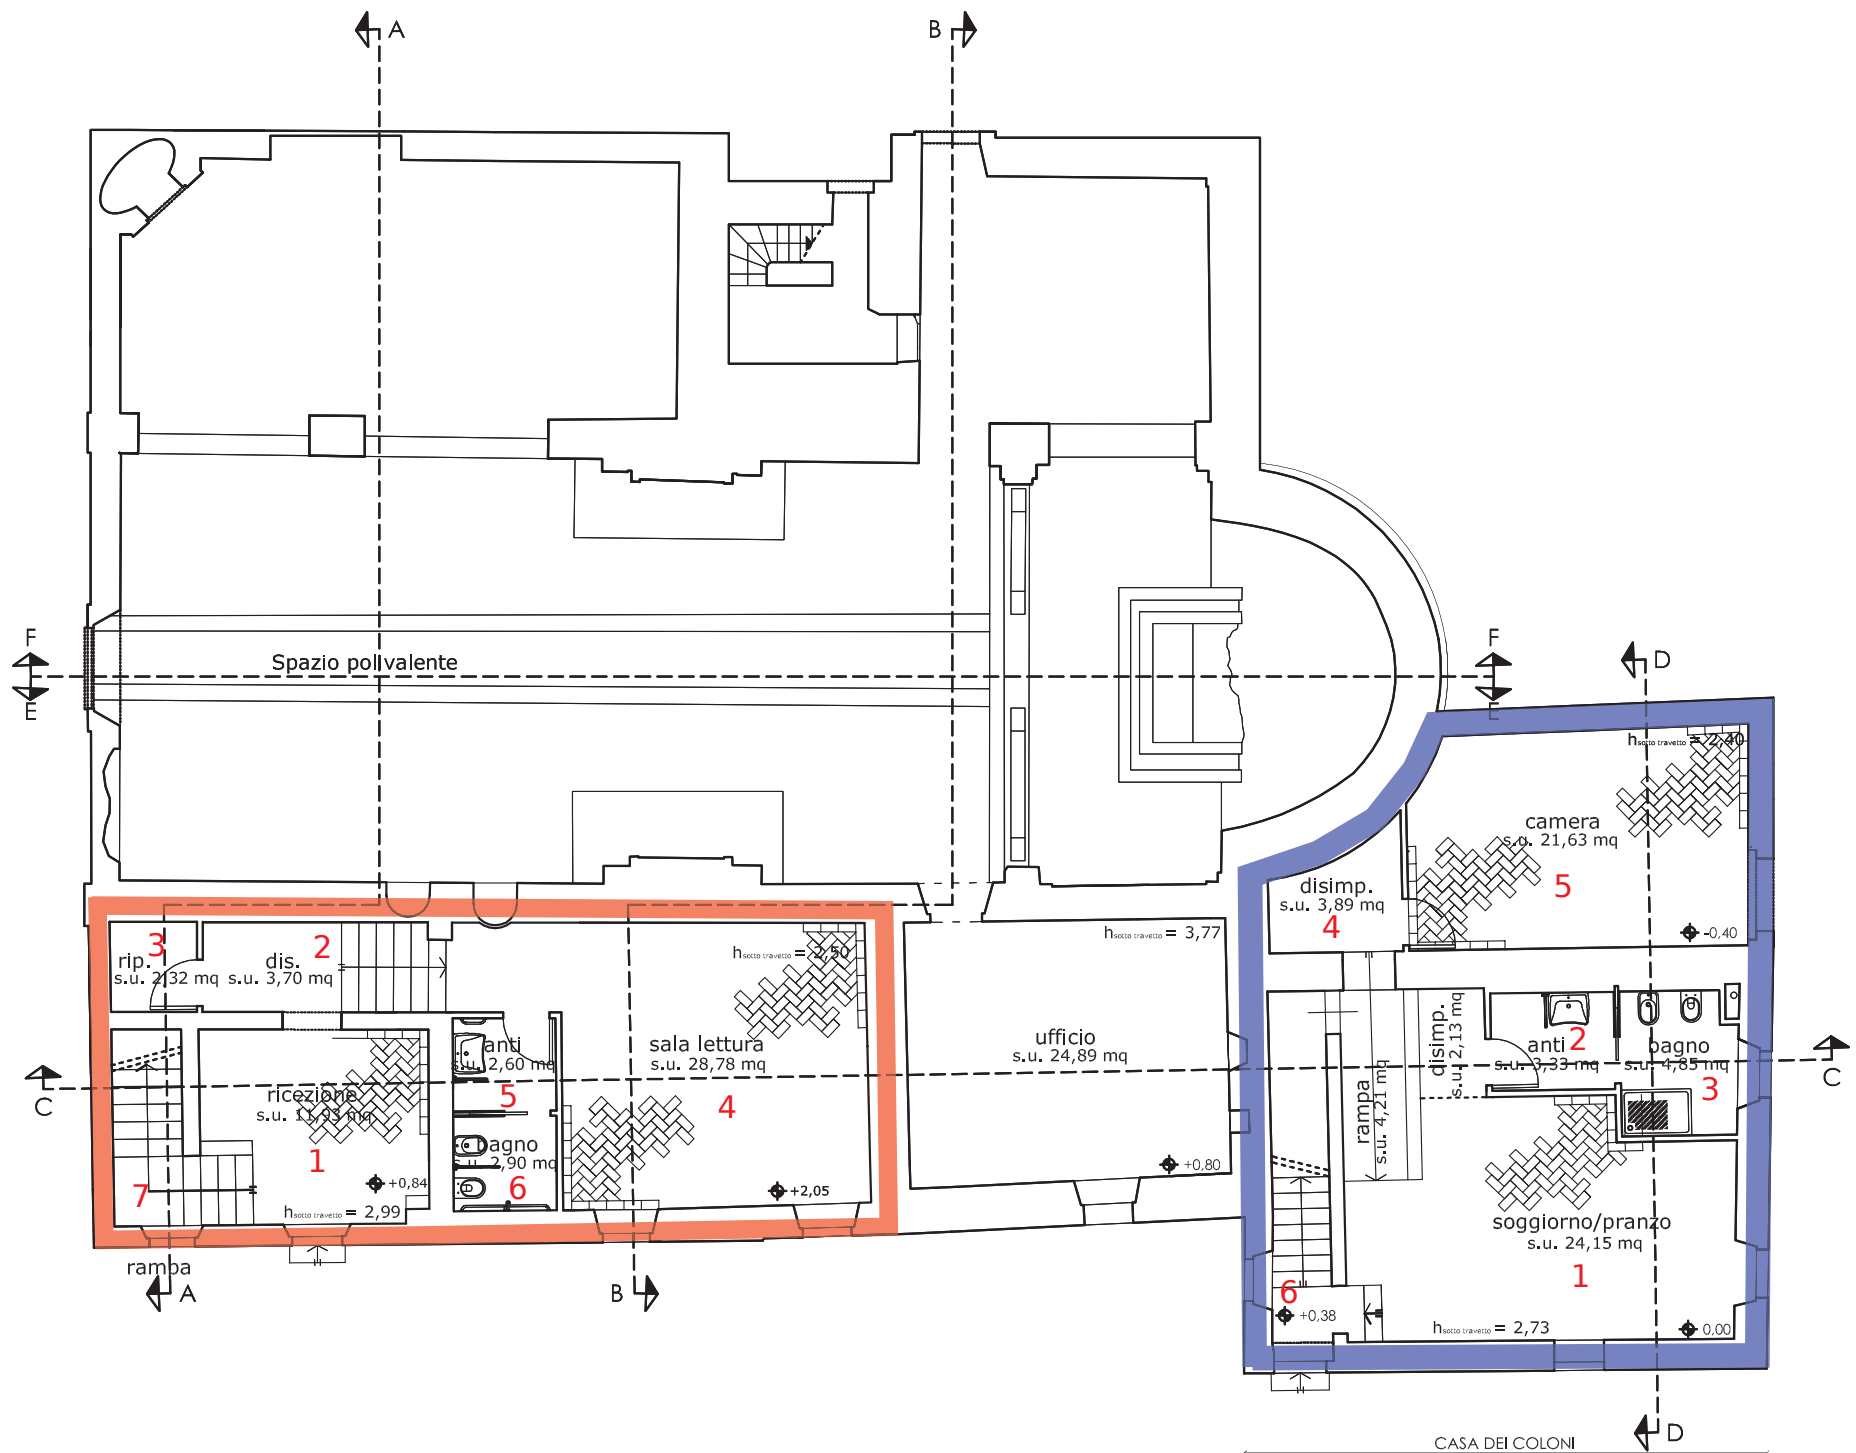 A
B
F
F
Spazio polivalente
E
E
D
h sotto travetto = 2,40
camera
s.u. 21,63 mq
5
disimp.
s.u. 3,89 mq
4
-0,40
3
rip.
s.u. 2,32 mq
2
dis.
s.u. 3,70 mq
h sotto travetto = 2,50
h sotto travetto = 3,77
sala lettura
s.u. 28,78 mq
4
anti
s.u. 2,60 mq
5
ufficio
s.u. 24,89 mq
disimp.
s.u. 2,13 mq
rampa
s.u. 4,21 mq
anti
2
s.u. 3,33 mq
bagno
s.u. 4,85 mq
3
C
C
ricezione
s.u. 11,93 mq
1
bagno
s.u. 2,90 mq
6
7
+0,84
h sotto travetto = 2,99
+2,05
+0,80
soggiorno/pranzo
s.u. 24,15 mq
1
ramba
A
B
6
+0,38
h sotto travetto = 2,73
0,00
D
CASA DEI COLONI